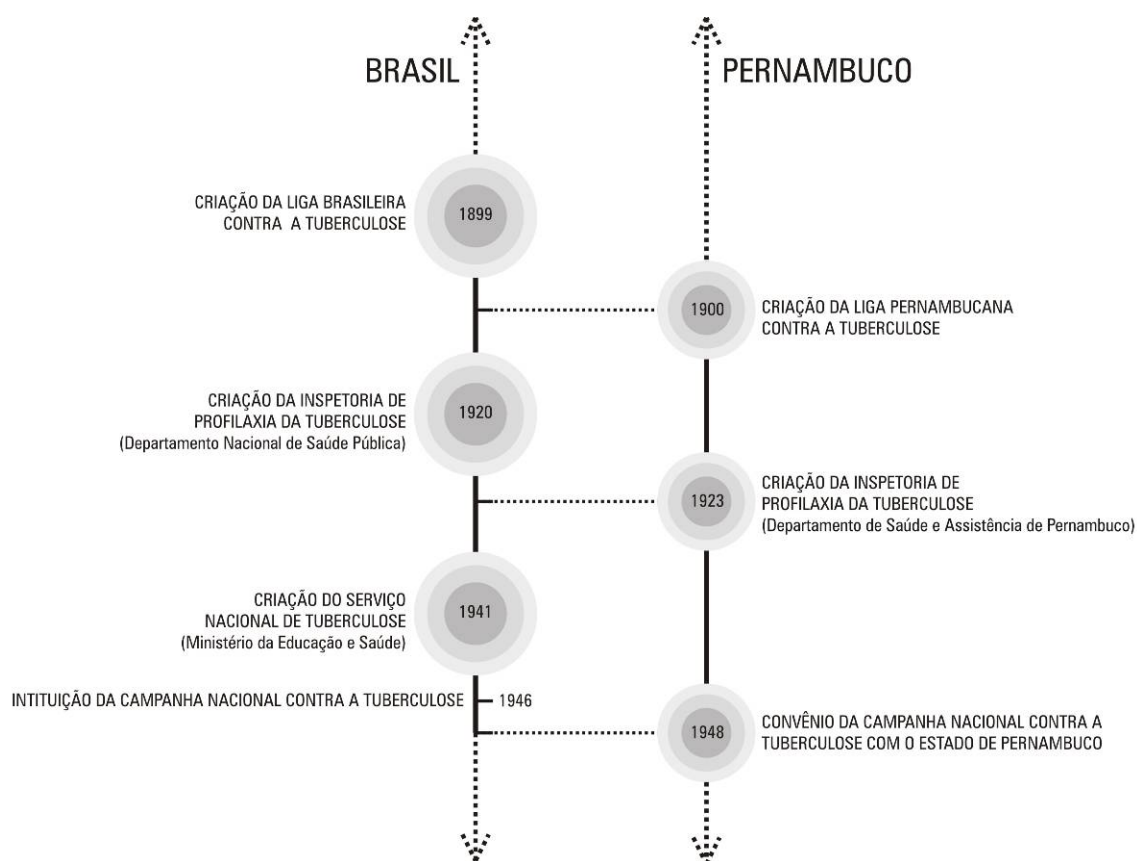 BRASIL
PERNAMBUCO
CRIAÇÃO DA LIGA BRASILEIRA
CONTRA A TUBERCULOSE
1899
1900
CRIAÇÃO DA LIGA PERNAMBUCANA
CONTRA A TUBERCULOSE
CRIAÇÃO DA INSPETORIA DE
PROFILAXIA DA TUBERCULOSE
(Departamento Nacional de Saúde Pública)
1920
1923
CRIAÇÃO DA INSPETORIA DE
PROFILAXIA DA TUBERCULOSE
(Departamento de Saúde e Assistência de Pernambuco)
CRIAÇÃO DO SERVIÇO
NACIONAL DE TUBERCULOSE
(Ministério da Educação e Saúde)
1941
INTITUIÇÃO DA CAMPANHA NACIONAL CONTRA A TUBERCULOSE
1946
1948
CONVÊNIO DA CAMPANHA NACIONAL CONTRA A
TUBERCULOSE COM O ESTADO DE PERNAMBUCO